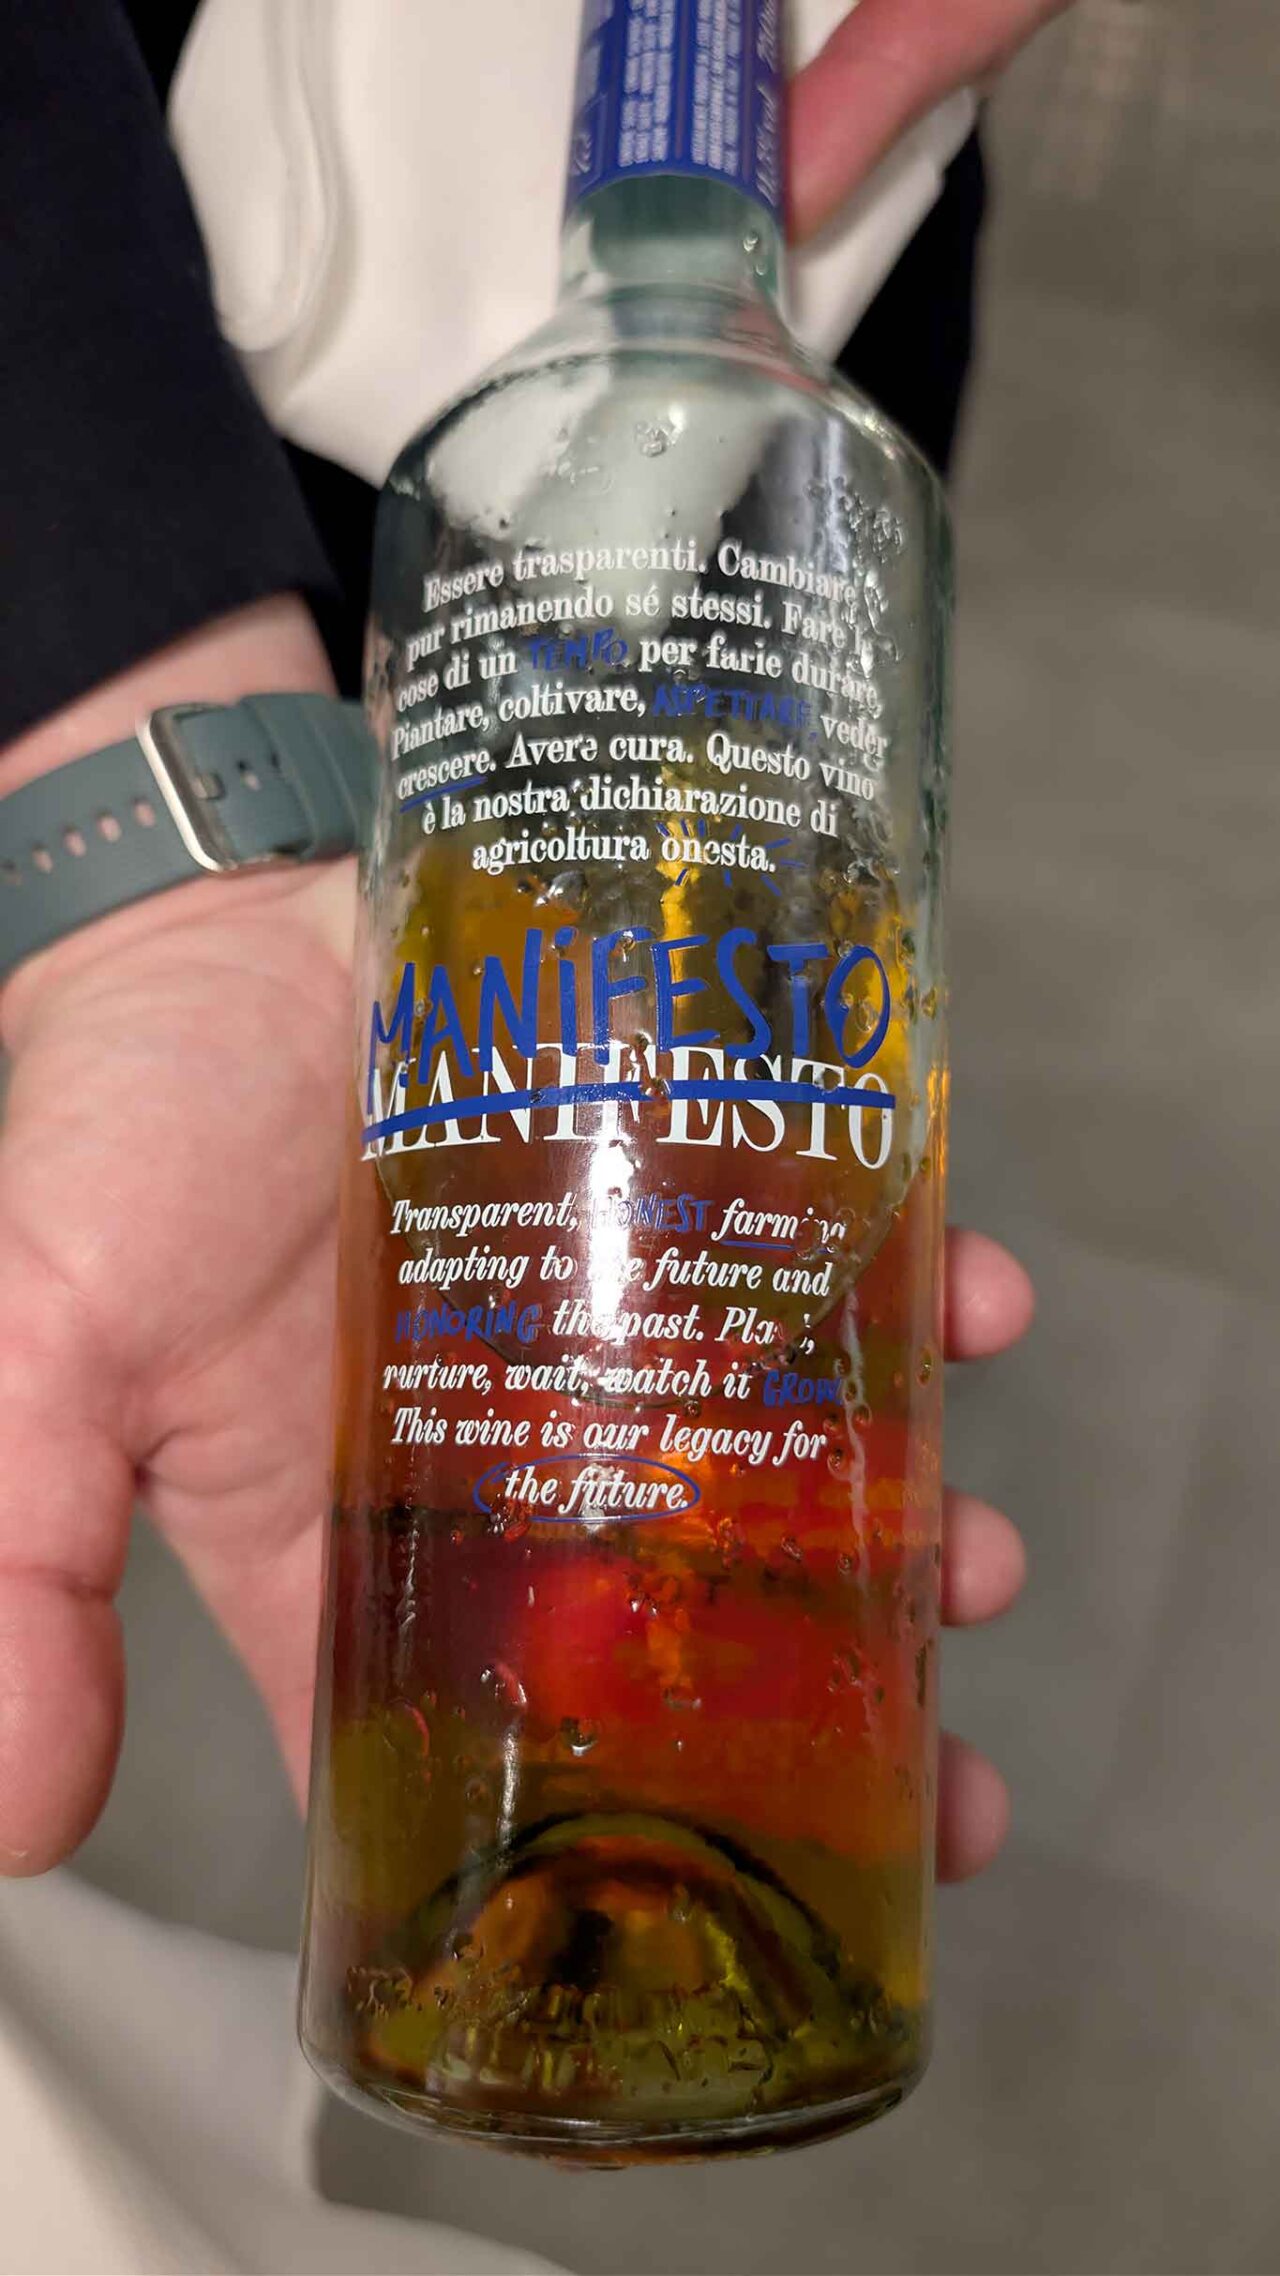 Essere trasparenti. Cambiare
pur rimanendo sé stessi. Fare le
cose di un TEMPO per farle durare,
Piantare, coltivare, ASPETTARE, veder
crescere. Avere cura. Questo vino
è la nostra dichiarazione di
agricoltura onesta.
MANiFESTO
MANIFESTO
Transparent, HONEST farming
adapting to the future and
HONORING the past. Plant,
nurture, wait, watch it GROW.
This wine is our legacy for
the future.